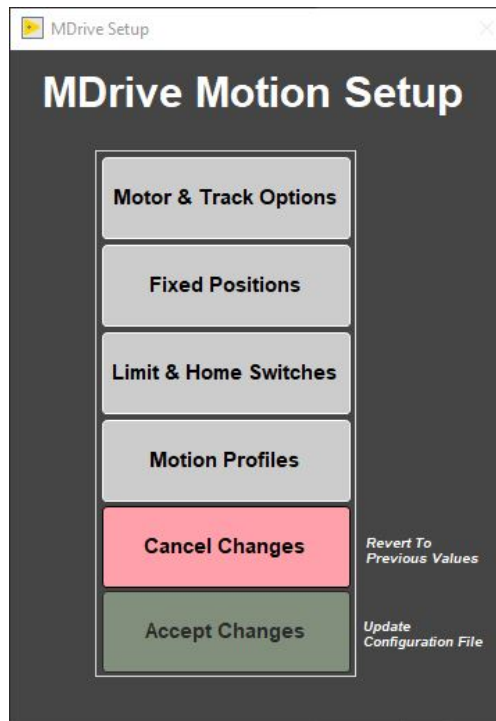 MDrive Setup
MDrive Motion Setup
Motor & Track Options
Fixed Positions
Limit & Home Switches
Motion Profiles
Cancel Changes
Revert To
Previous Values
Accept Changes
Update
Configuration File